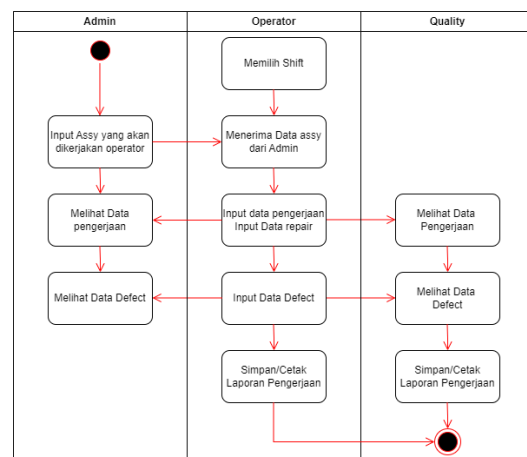 Admin
Operator
Quality
Memilih Shift
Input Assy yang akan
dikerjakan operator
Menerima Data assy
dari Admin
Melihat Data
pengerjaan
Input data pengerjaan
Input Data repair
Melihat Data
Pengerjaan
Melihat Data Defect
Input Data Defect
Melihat Data
Defect
Simpan/Cetak
Laporan Pengerjaan
Simpan/Cetak
Laporan Pengerjaan